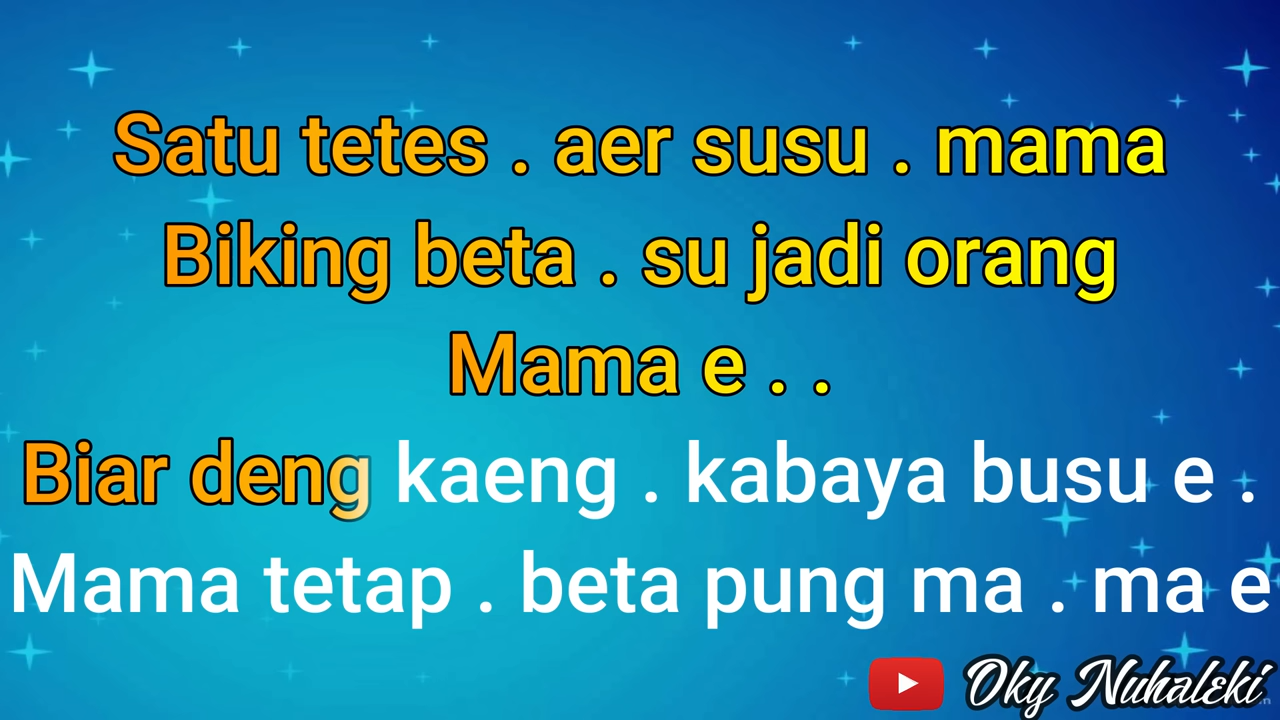 Satu tetes . aer susu . mama
Biking beta . su jadi orang
Mama e . .
Biar deng kaeng . kabaya busu e .
Mama tetap . beta pung ma . ma e
Oky Nuhaleki